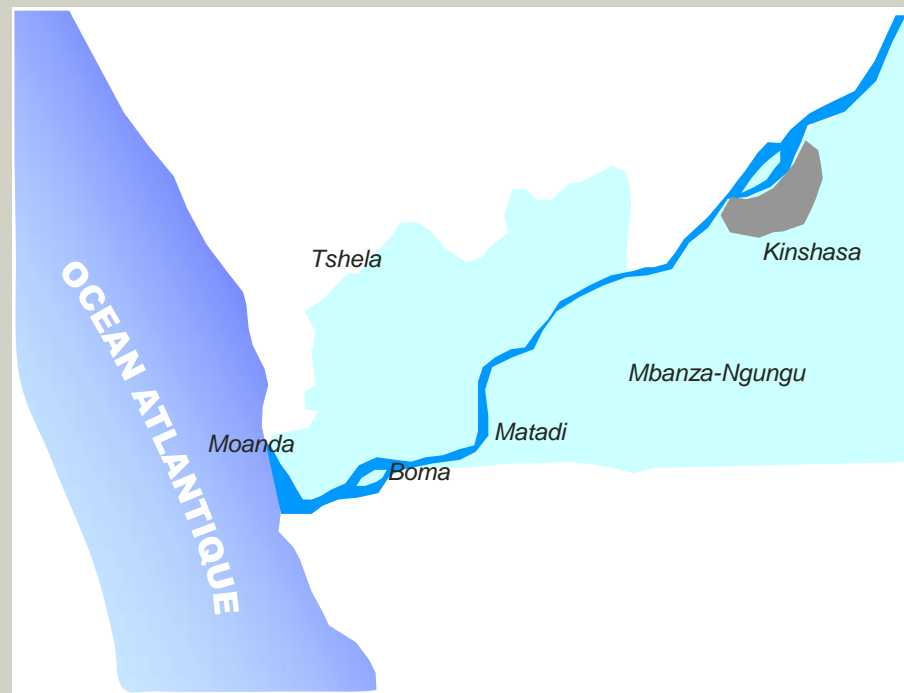 Tshela
Kinshasa
OCEAN ATLANTIQUE
Mbanza-Ngungu
Moanda
Matadi
Boma